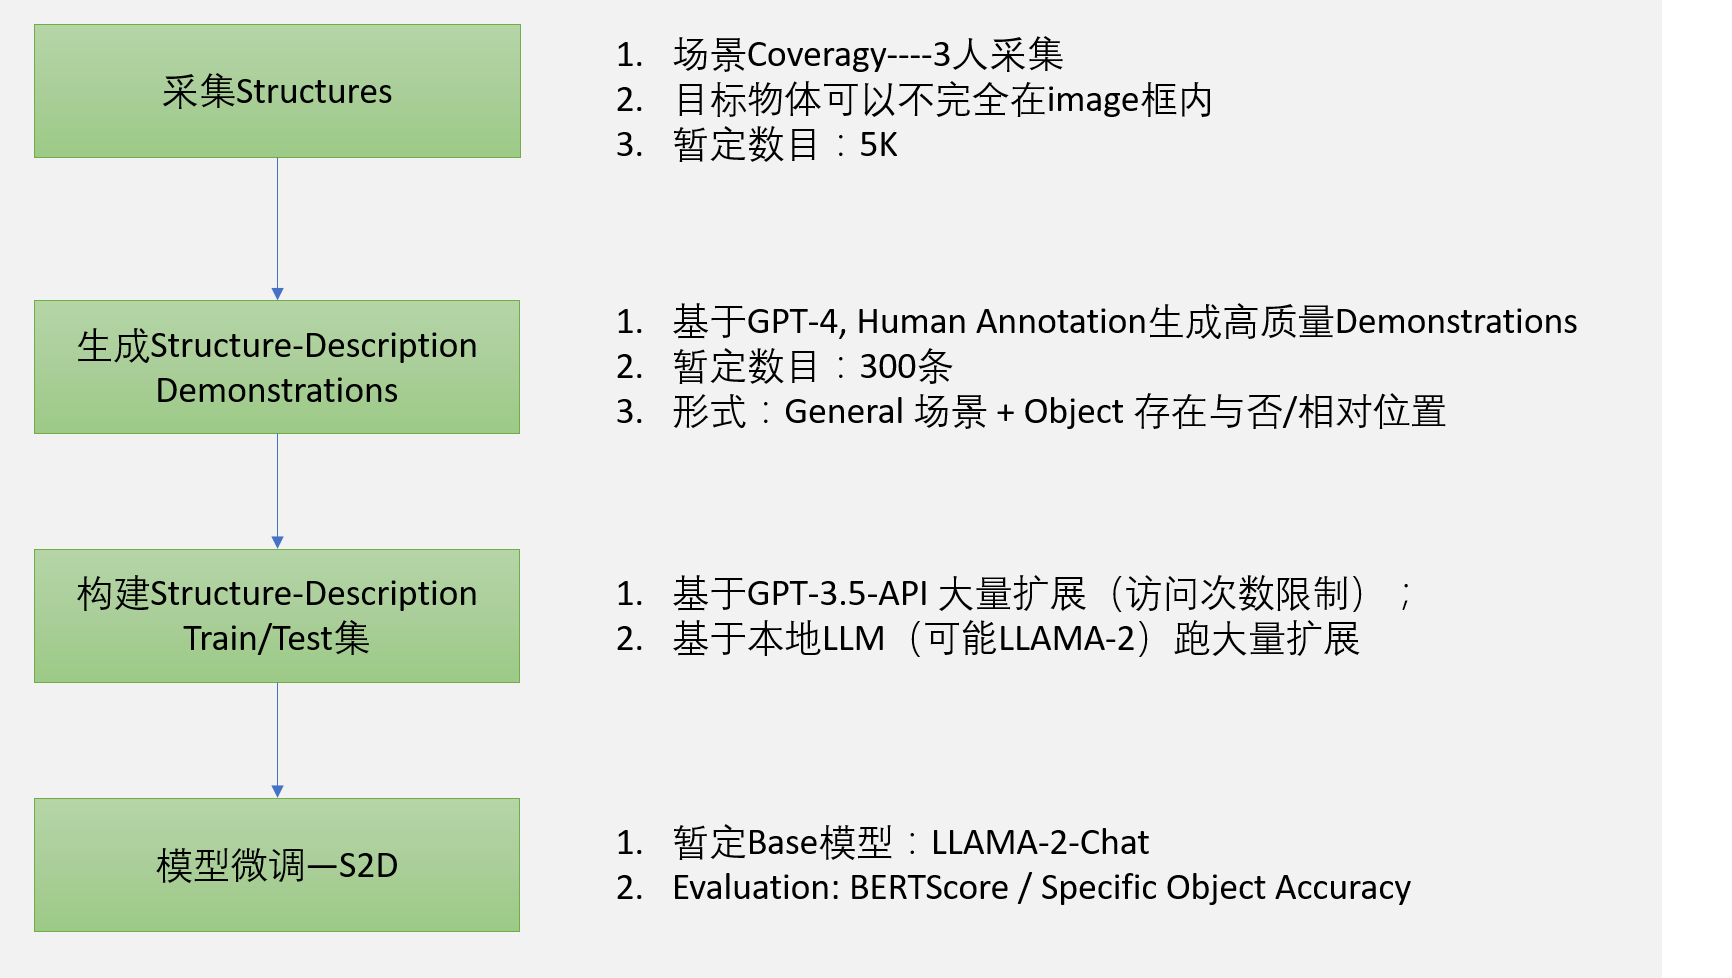 采集Structures
1. 场景Coveragy----3人采集
2. 目标物体可以不完全在image框内
3. 暂定数目：5K
生成Structure-Description
Demonstrations
1. 基于GPT-4, Human Annotation生成高质量Demonstrations
2. 暂定数目：300条
3. 形式：General 场景 + Object 存在与否/相对位置
构建Structure-Description
Train/Test集
1. 基于GPT-3.5-API 大量扩展（访问次数限制）；
2. 基于本地LLM（可能LLAMA-2）跑大量扩展
模型微调—S2D
1. 暂定Base模型：LLAMA-2-Chat
2. Evaluation: BERTScore / Specific Object Accuracy